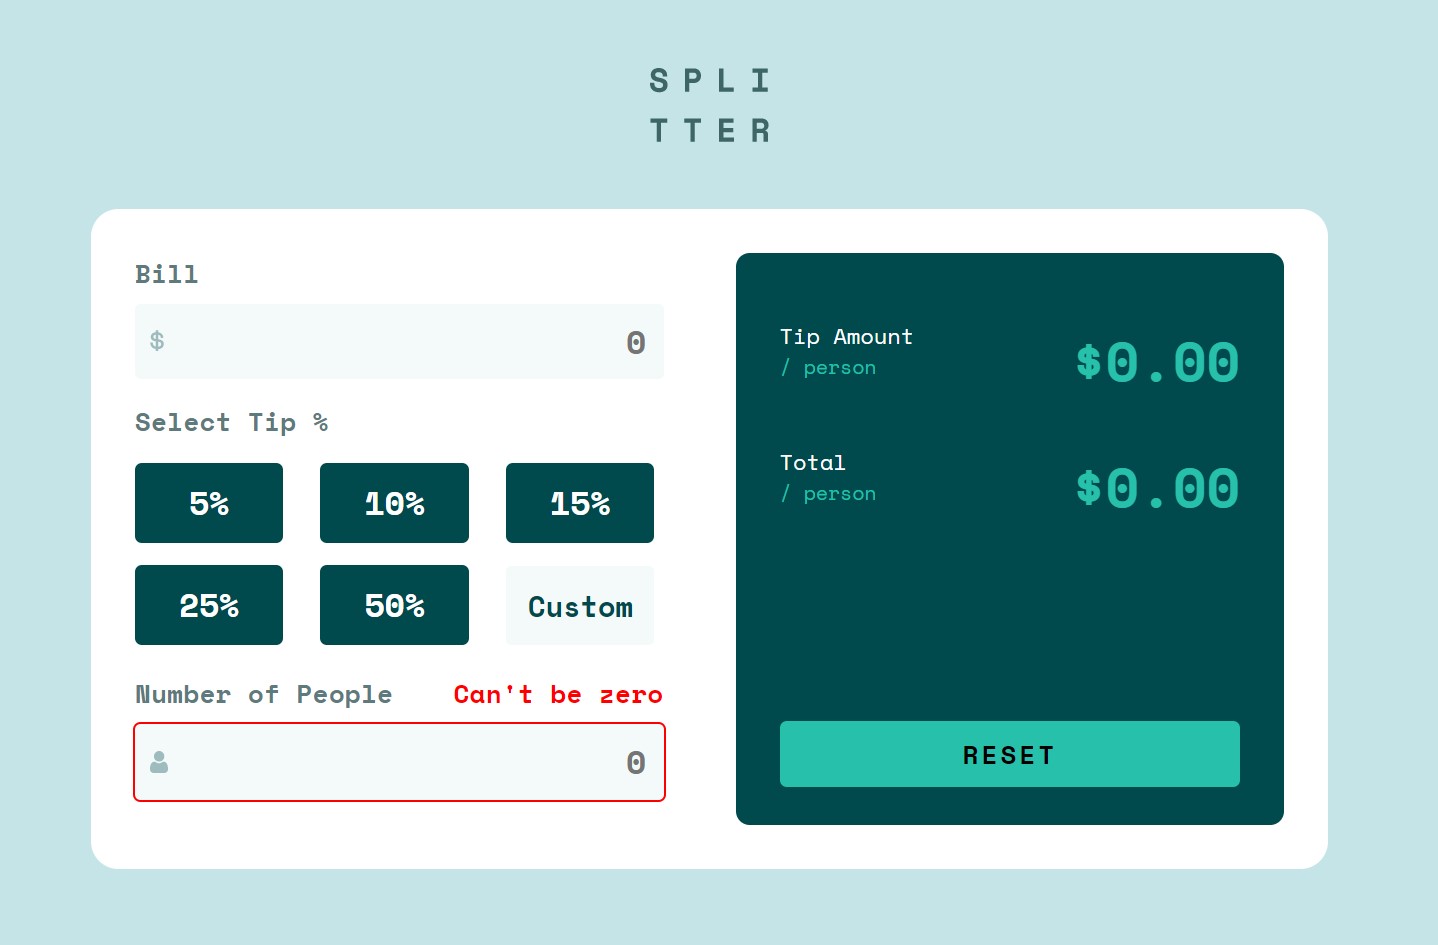 SPLI
TTER
Bill
$ 0
Select Tip %
5% 10% 15%
25% 50% Custom
Number of People Can't be zero
0
Tip Amount
/ person
$0.00
Total
/ person
$0.00
RESET